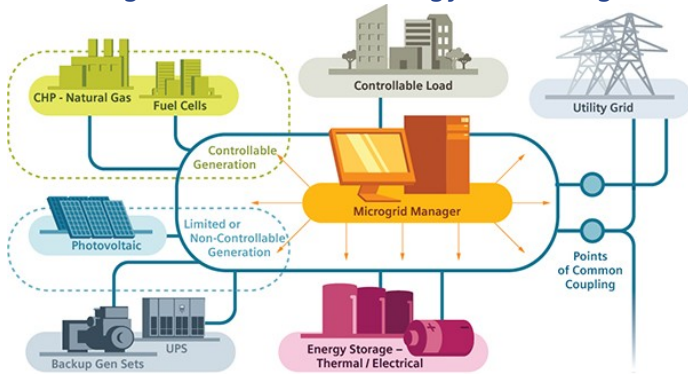 CHP - Natural Gas
Fuel Cells
Controllable
Generation
Controllable Load
Utility Grid
Microgrid Manager
Photovoltaic
Limited or
Non-Controllable
Generation
Points
of Common
Coupling
Backup Gen Sets
UPS
Energy Storage –
Thermal / Electrical